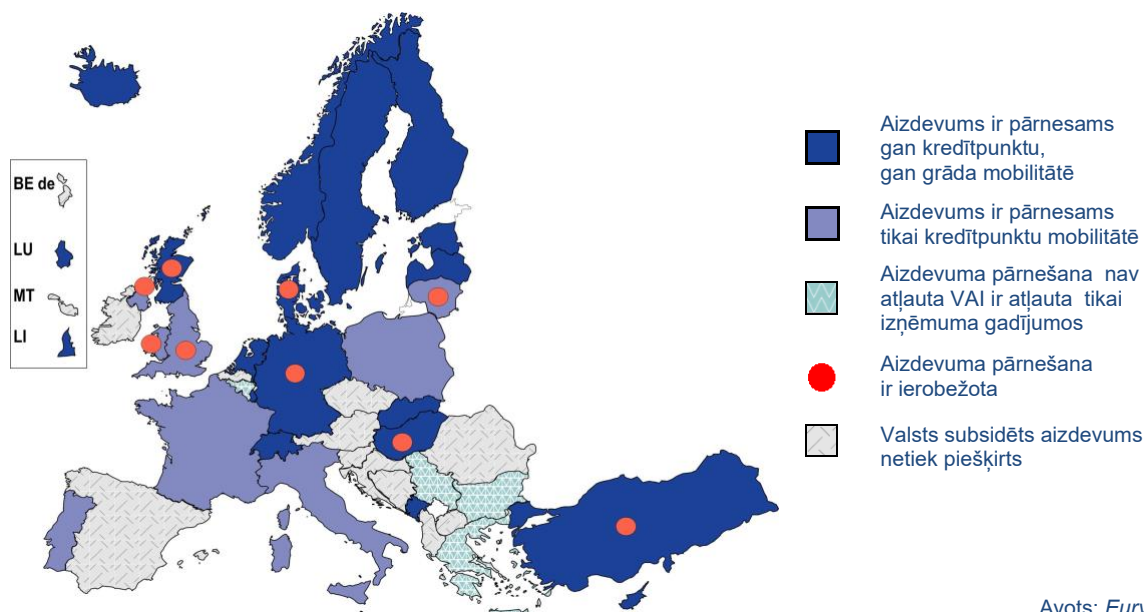 BE de
LU
MT
LI
Aizdevums ir pārnesams
gan kredītpunktu,
gan grāda mobilitātē
Aizdevums ir pārnesams
tikai kredītpunktu mobilitātē
Aizdevuma pārnešana nav
atļauta VAI ir atļauta tikai
izņēmuma gadījumos
Aizdevuma pārnešana
ir ierobežota
Valsts subsidēts aizdevums
netiek piešķirts
Avots: Eury